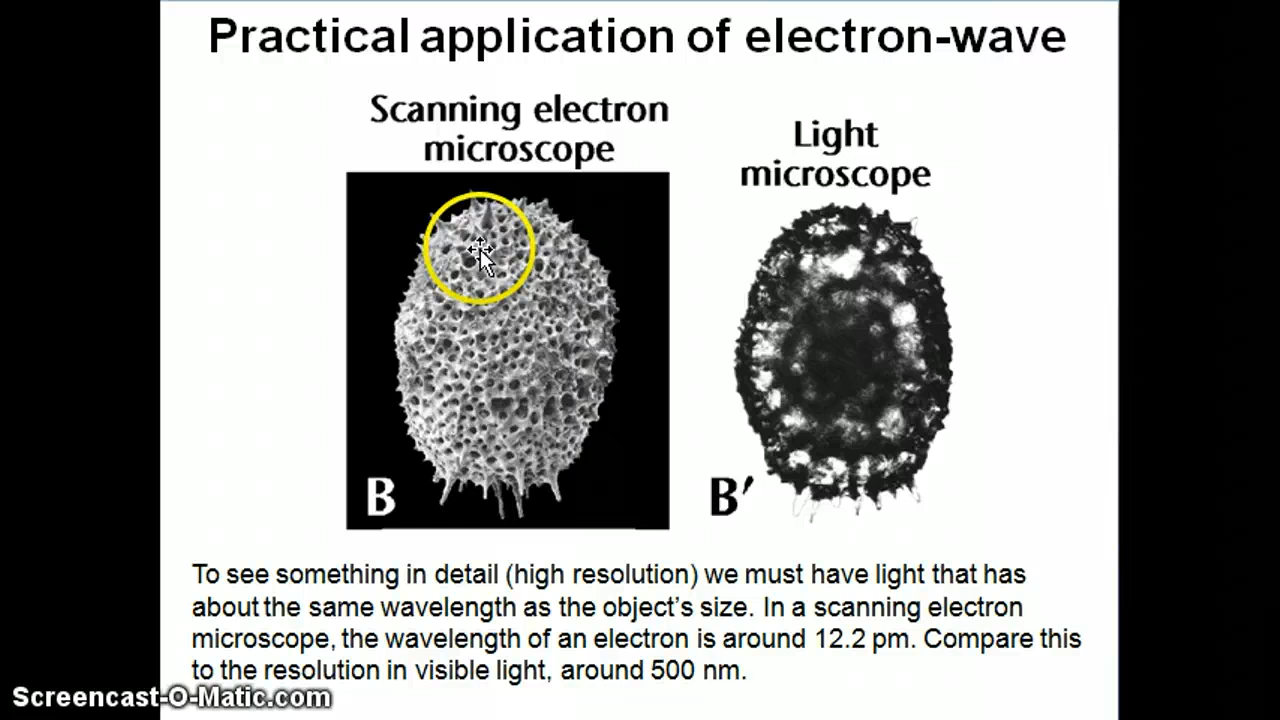 Practical application of electron-wave
Scanning electron
microscope
Light
microscope
B
B′
To see something in detail (high resolution) we must have light that has
about the same wavelength as the object’s size. In a scanning electron
microscope, the wavelength of an electron is around 12.2 pm. Compare this
to the resolution in visible light, around 500 nm.
Screencast-O-Matic.com